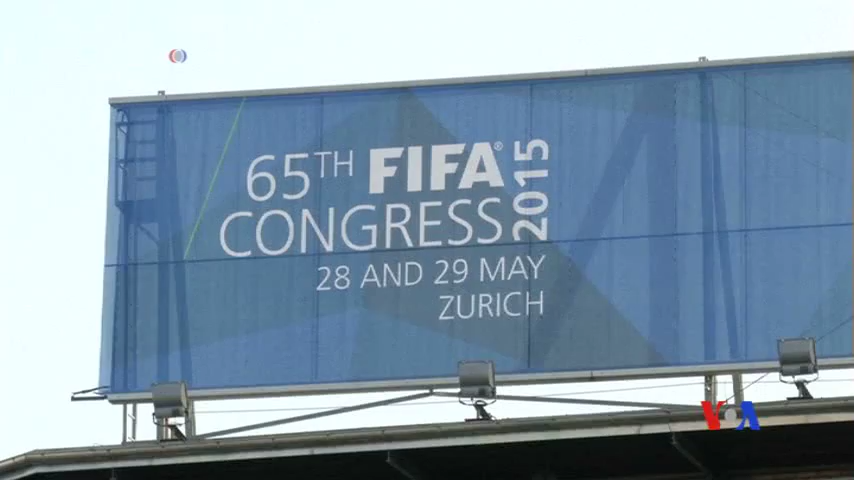 65TH FIFA® 2015
CONGRESS
28 AND 29 MAY
ZURICH
VOA